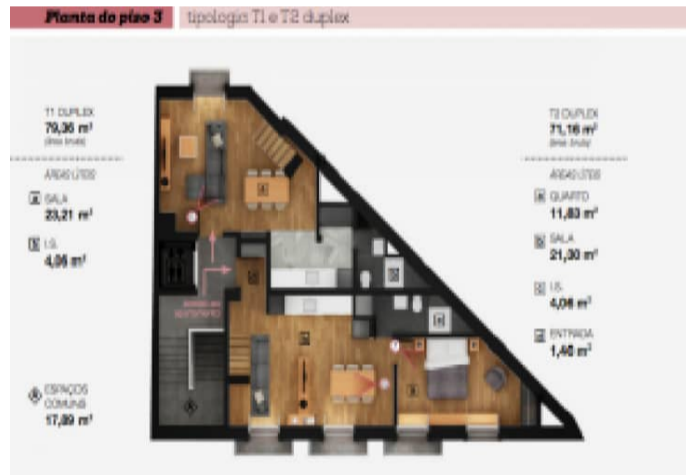 Planta do piso 3
tipologia T1 e T2 duplex
T1 DUPLEX
79,36 m²
(área bruta)
ÁREAS ÚTEIS
SALA
23,21 m²
I.S.
4,06 m²
ESPAÇOS
COMUNS
17,89 m²
T2 DUPLEX
71,16 m²
(área bruta)
ÁREAS ÚTEIS
QUARTO
11,83 m²
SALA
21,30 m²
I.S.
4,06 m²
ENTRADA
1,46 m²